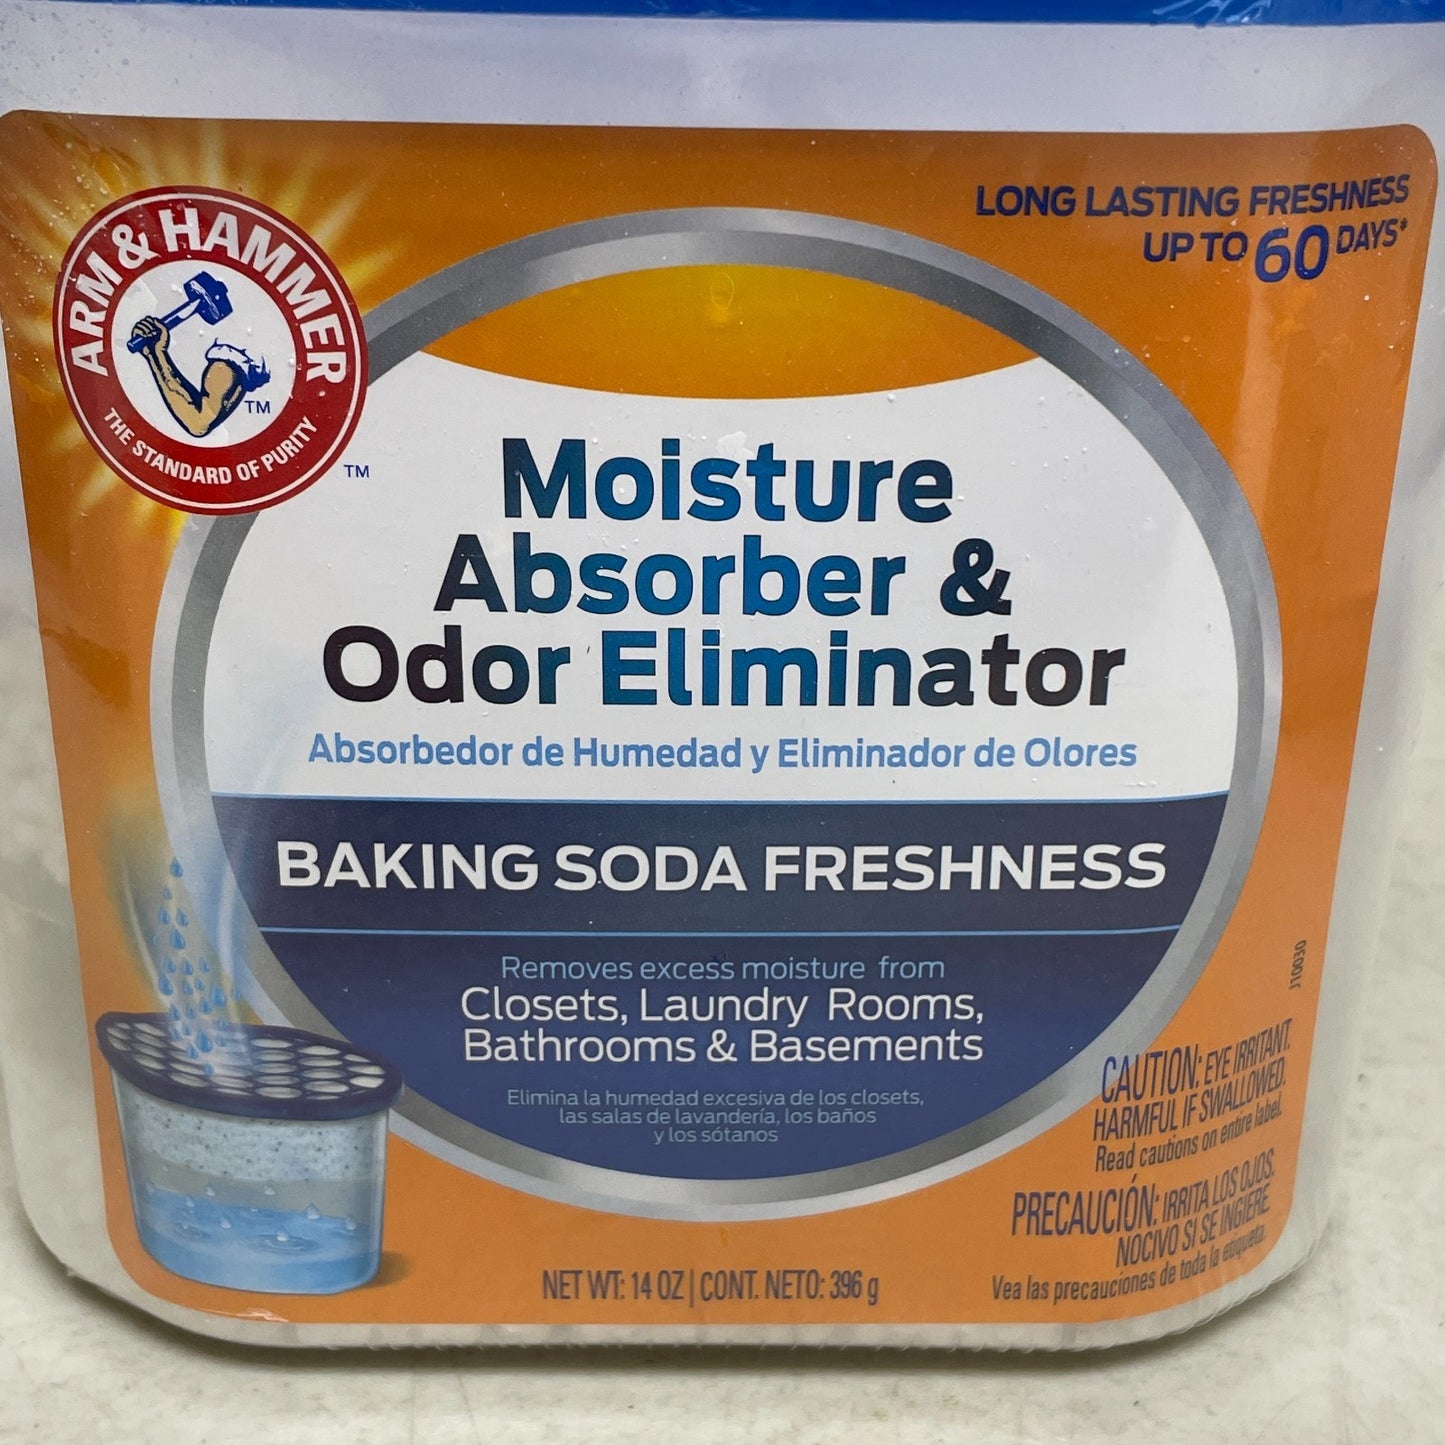 ARM & HAMMER
THE STANDARD OF PURITY
TM
TM
LONG LASTING FRESHNESS
UP TO 60 DAYS*
Moisture
Absorber &
Odor Eliminator
Absorbedor de Humedad y Eliminador de Olores
BAKING SODA FRESHNESS
Removes excess moisture from
Closets, Laundry Rooms,
Bathrooms & Basements
Elimina la humedad excesiva de los closets,
las salas de lavandería, los baños
y los sótanos
J10030
CAUTION: EYE IRRITANT.
HARMFUL IF SWALLOWED.
Read cautions on entire label.
PRECAUCIÓN: IRRITA LOS OJOS.
NOCIVO SI SE INGIERE.
Vea las precauciones de toda la etiqueta.
NET WT: 14 OZ | CONT. NETO: 396 g